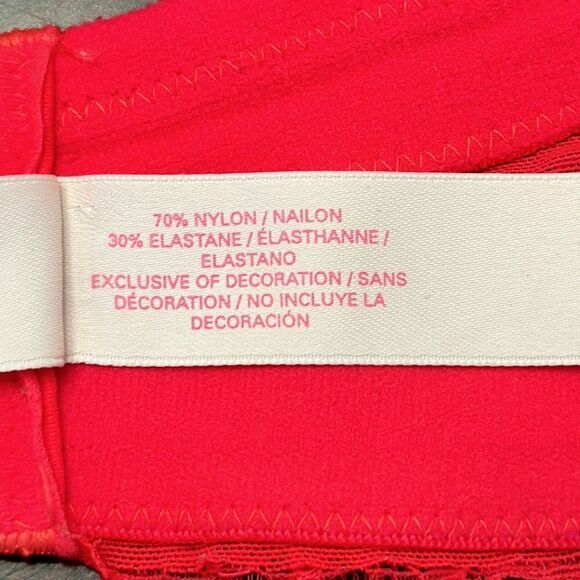 70% NYLON / NAILON
30% ELASTANE / ÉLASTHANNE /
ELASTANO
EXCLUSIVE OF DECORATION / SANS
DÉCORATION / NO INCLUYE LA
DECORACIÓN